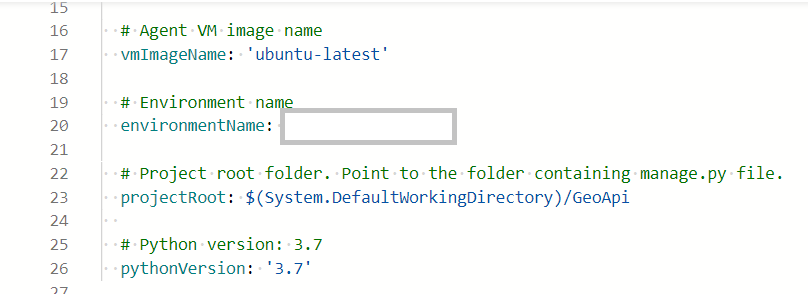 15
16 # Agent VM image name
17 vmImageName: 'ubuntu-latest'
18
19 # Environment name
20 environmentName:
21
22 # Project root folder. Point to the folder containing manage.py file.
23 projectRoot: $(System.DefaultWorkingDirectory)/GeoApi
24
25 # Python version: 3.7
26 pythonVersion: '3.7'
27